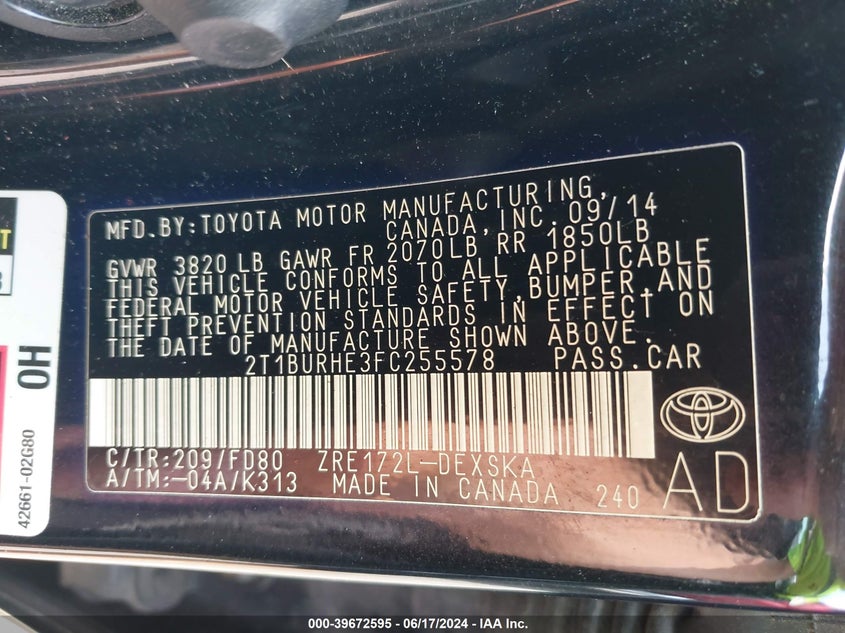 MFD.BY:TOYOTA MOTOR MANUFACTURING,
CANADA, INC. 09/14
GVWR 3820 LB GAWR FR 2070LB RR 1850LB
THIS VEHICLE CONFORMS TO ALL APPLICABLE
FEDERAL MOTOR VEHICLE SAFETY,BUMPER,AND
THEFT PREVENTION STANDARDS IN EFFECT ON
THE DATE OF MANUFACTURE SHOWN ABOVE.
2T1BURHE3FC255578 PASS.CAR
C/TR:209/FD80 ZRE172L-DEXSKA
A/TM:-04A/K313 MADE IN CANADA 240
AD
HO
42661-02G80
000-39672595 - 06/17/2024 - IAA Inc.